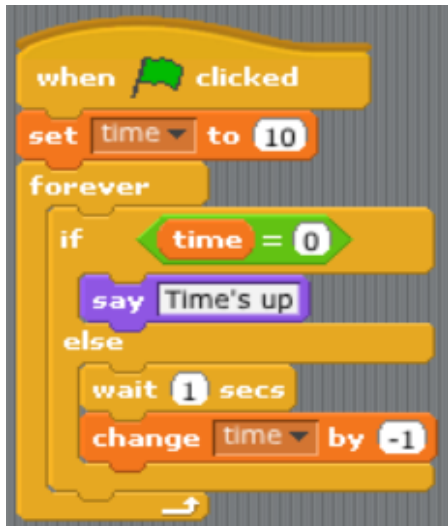 when clicked
set time to 10
forever
if time = 0
say Time's up
else
wait 1 secs
change time by -1